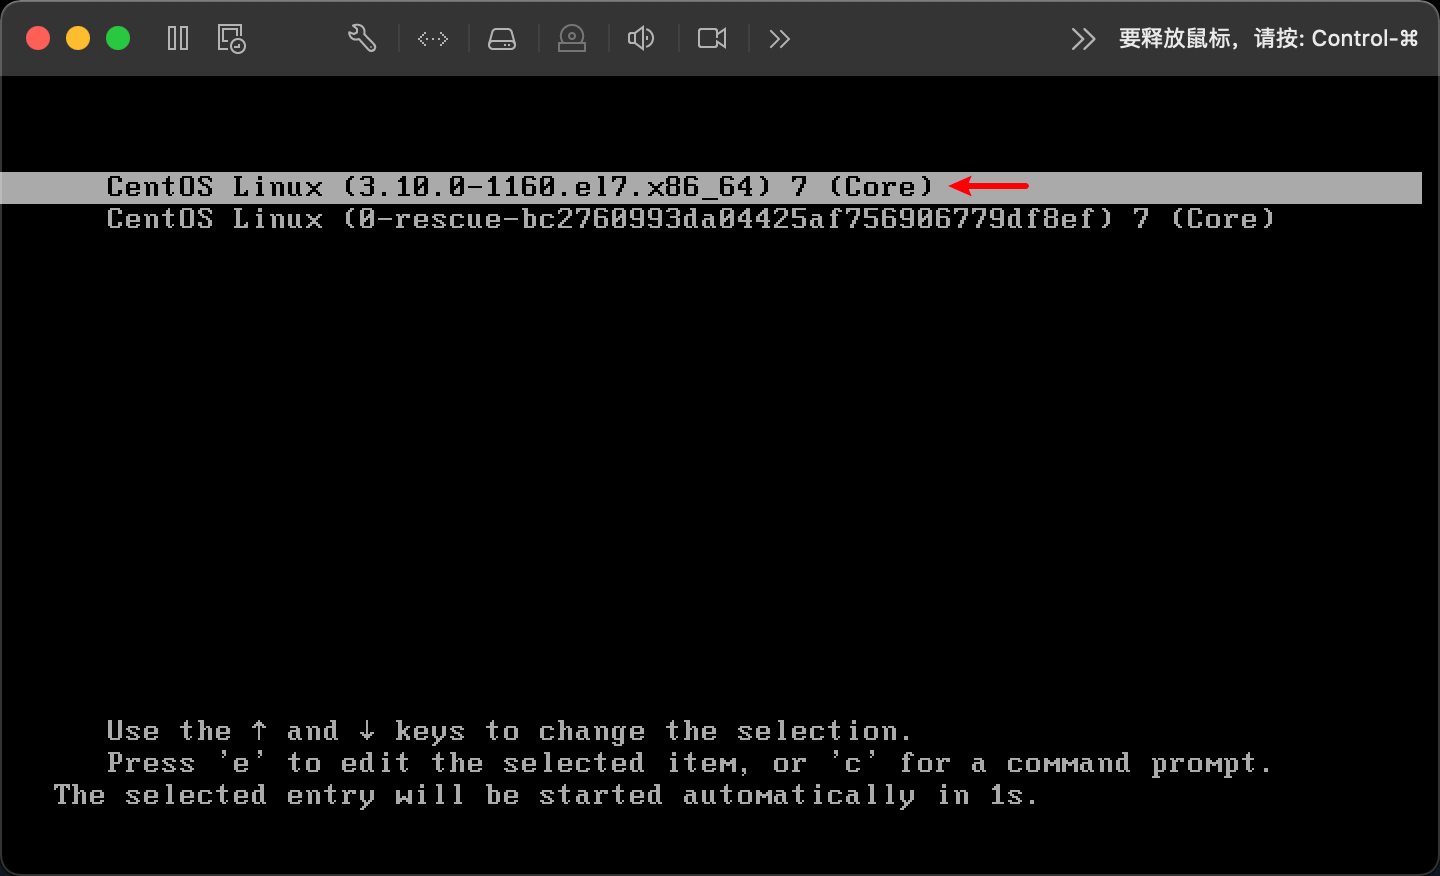 要释放鼠标，请按: Control-⌘
CentOS Linux (3.10.0-1160.el7.x86_64) 7 (Core)
CentOS Linux (0-rescue-bc2760993da04425af756906779df8ef) 7 (Core)
Use the ↑ and ↓ keys to change the selection.
Press 'e' to edit the selected item, or 'c' for a command prompt.
The selected entry will be started automatically in 1s.